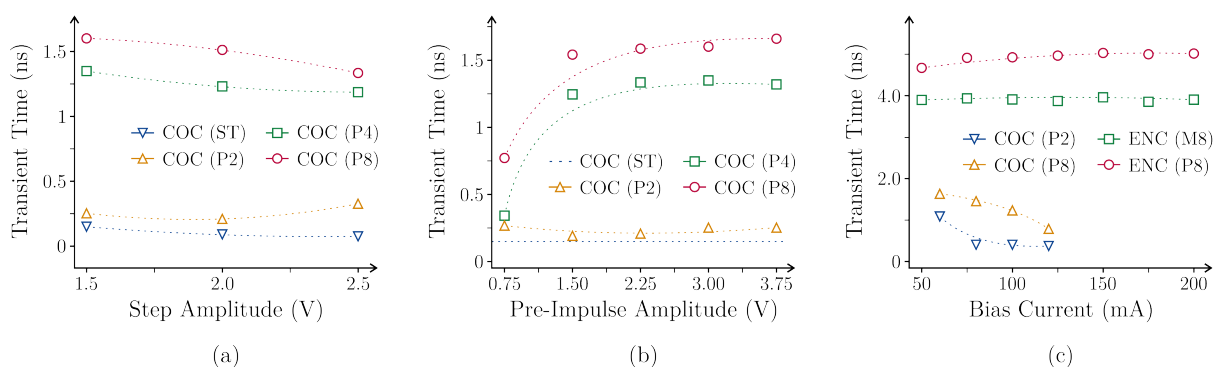 Transient Time (ns)
1.5
1
0.5
0
COC (ST)
COC (P4)
COC (P2)
COC (P8)
1.5
2.0
2.5
Step Amplitude (V)
(a)
Transient Time (ns)
1.5
1
0.5
0
COC (ST)
COC (P4)
COC (P2)
COC (P8)
0.75
1.50
2.25
3.00
3.75
Pre-Impulse Amplitude (V)
(b)
Transient Time (ns)
4.0
2.0
0
COC (P2)
ENC (M8)
COC (P8)
ENC (P8)
50
100
150
200
Bias Current (mA)
(c)